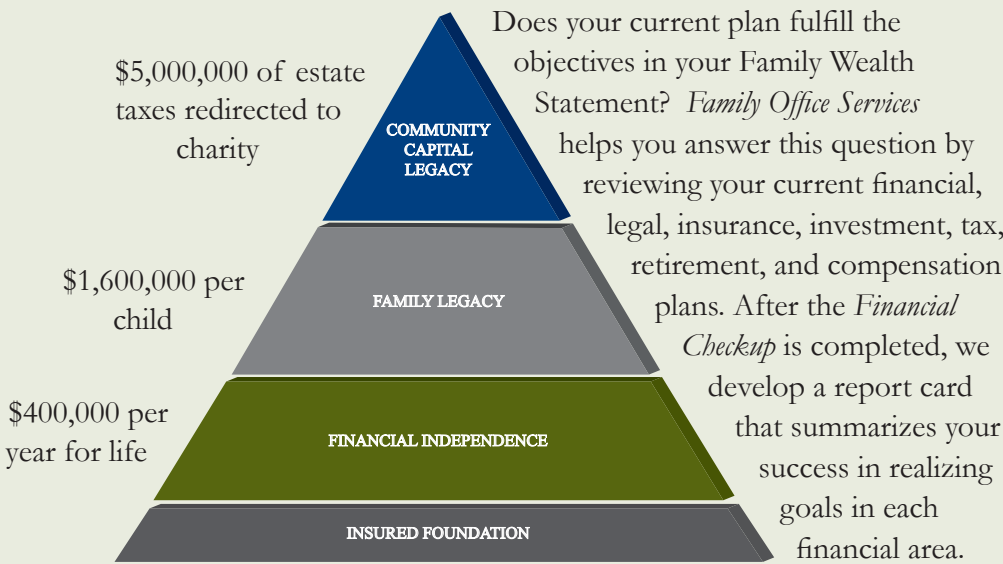 $5,000,000 of estate
taxes redirected to
charity
COMMUNITY
CAPITAL
LEGACY
$1,600,000 per
child
FAMILY LEGACY
$400,000 per
year for life
FINANCIAL INDEPENDENCE
INSURED FOUNDATION
Does your current plan fulfill the
objectives in your Family Wealth
Statement? Family Office Services
helps you answer this question by
reviewing your current financial,
legal, insurance, investment, tax,
retirement, and compensation
plans. After the Financial
Checkup is completed, we
develop a report card
that summarizes your
success in realizing
goals in each
financial area.